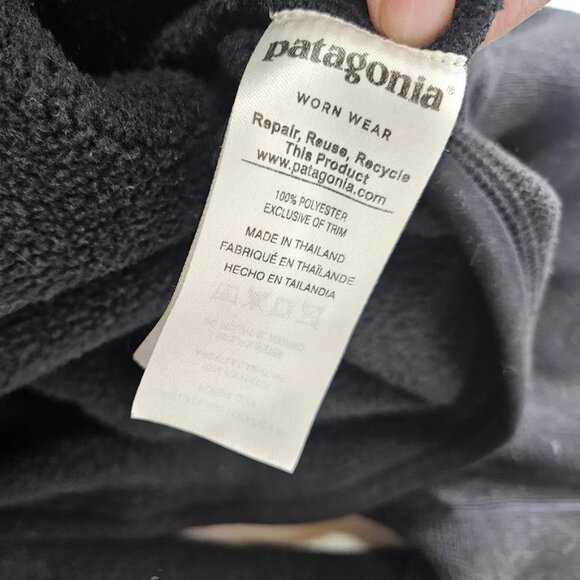 patagonia®
WORN WEAR
Repair, Reuse, Recycle
This Product
www.patagonia.com
100% POLYESTER
EXCLUSIVE OF TRIM
MADE IN THAILAND
FABRIQUÉ EN THAÏLANDE
HECHO EN TAILANDIA